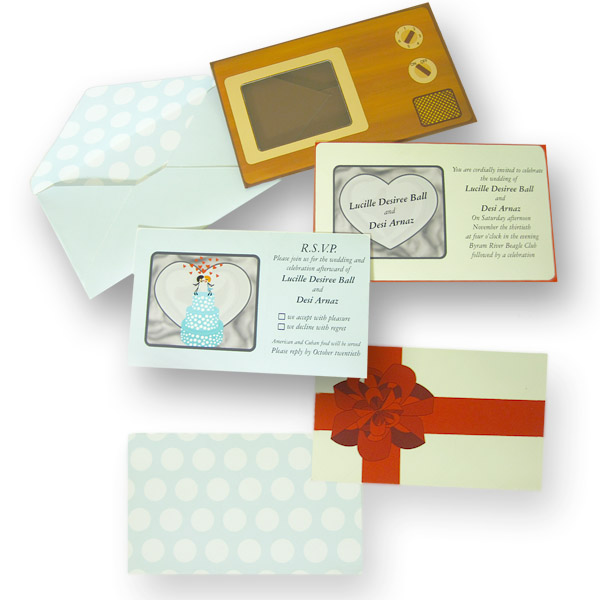 You are cordially invited to celebrate
the wedding of
Lucille Desiree Ball
and
Desi Arnaz
On Saturday afternoon
November the thirtieth
at four o'clock in the evening
Byram River Beagle Club
followed by a celebration
Lucille Desiree Ball
and
Desi Arnaz
R.S.V.P.
Please join us for the wedding and
celebration afterward of
Lucille Desiree Ball
and
Desi Arnaz
we accept with pleasure
we decline with regret
American and Cuban food will be served
Please reply by October twentieth